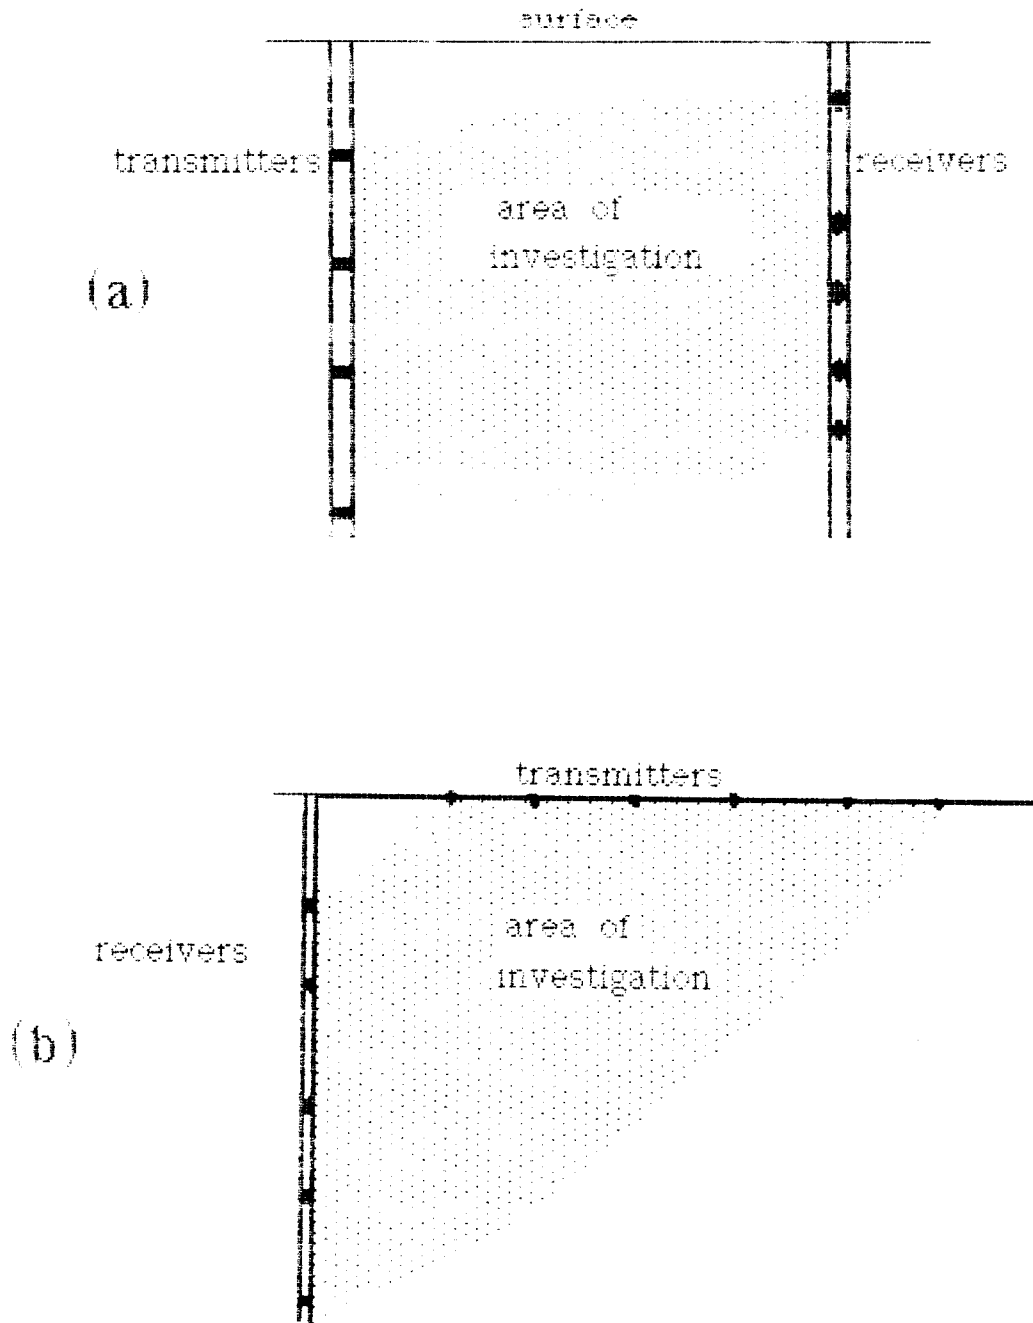 surface
transmitters
receivers
area of
investigation
(a)
transmitters
area of
investigation
receivers
(b)